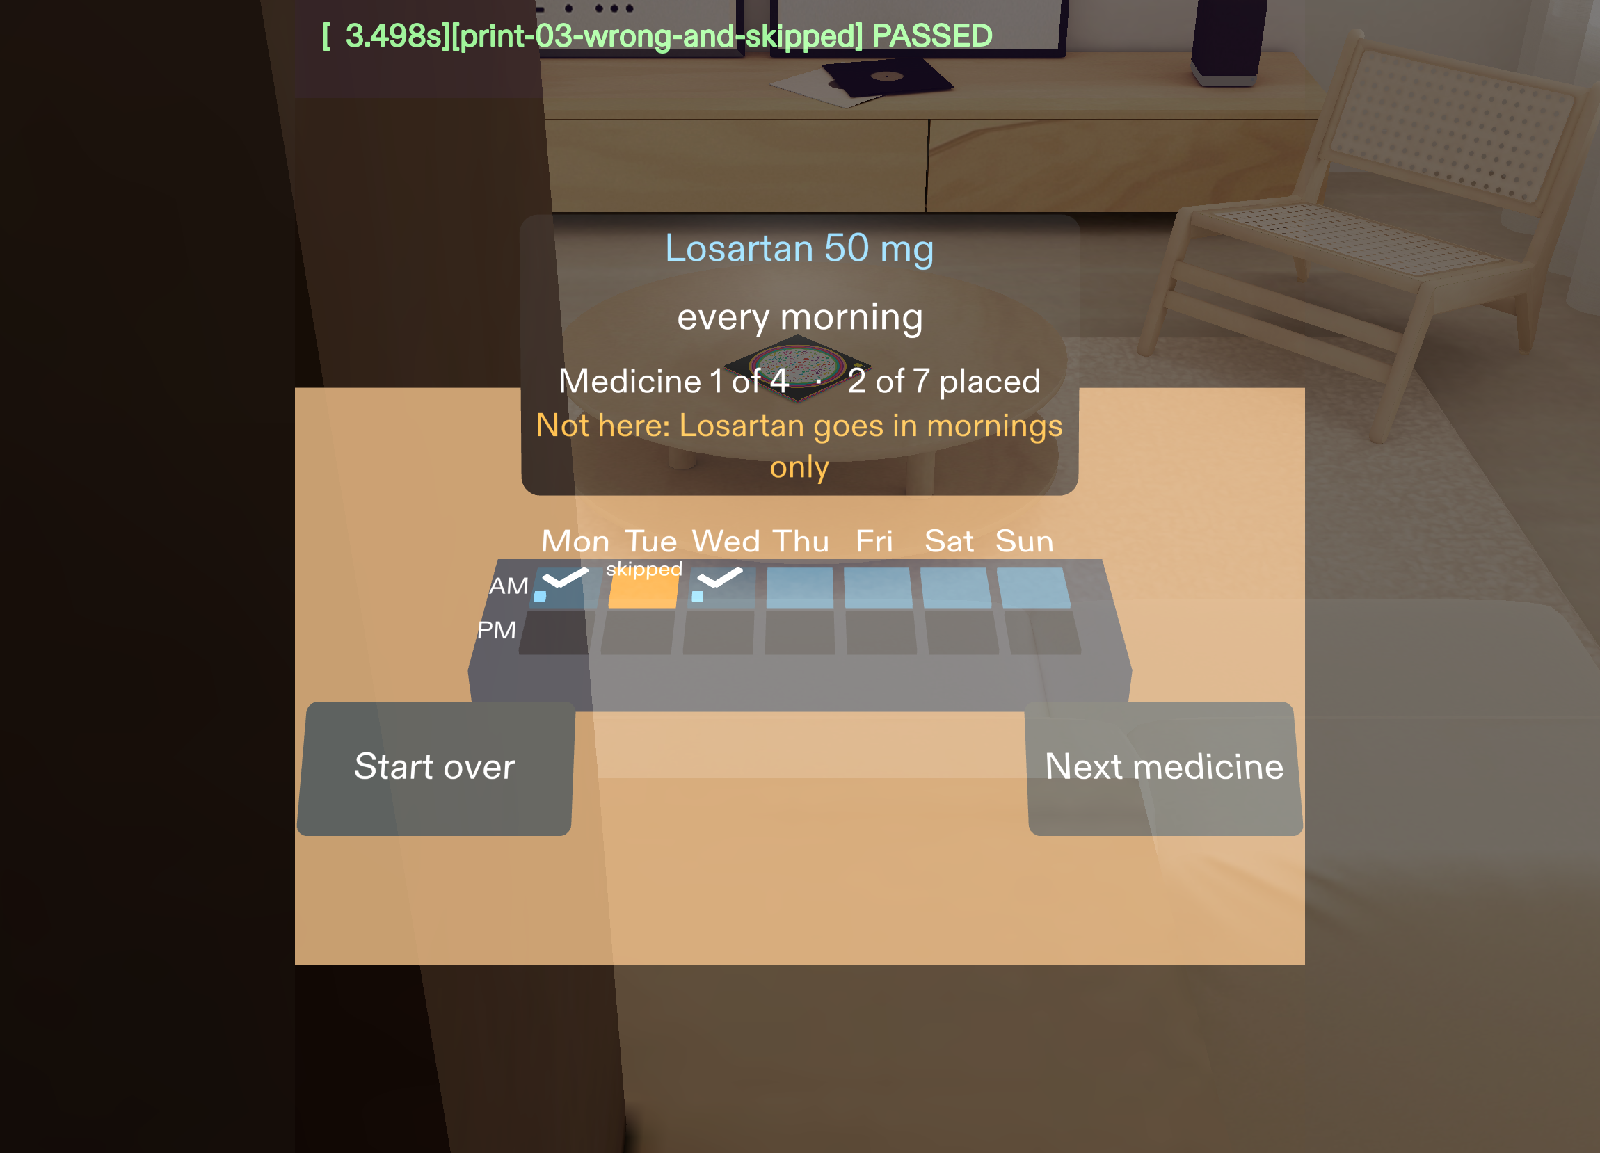 [  3.498s][print-03-wrong-and-skipped] PASSED
Losartan 50 mg
every morning
Medicine 1 of 4 · 2 of 7 placed
Not here: Losartan goes in mornings
only
Mon Tue Wed Thu Fri Sat Sun
skipped
AM
PM
Start over
Next medicine